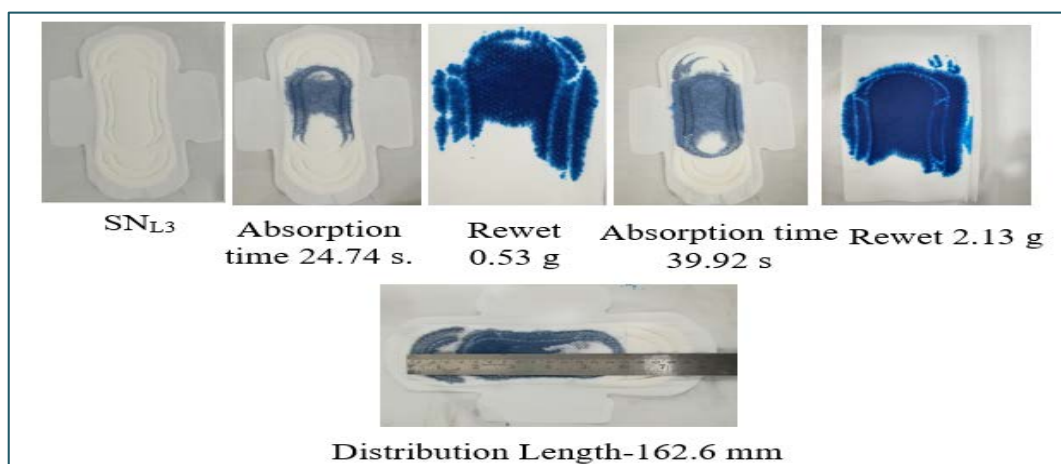 SNL3
Absorption
time 24.74 s.
Rewet
0.53 g
Absorption time
39.92 s
Rewet 2.13 g
Distribution Length-162.6 mm